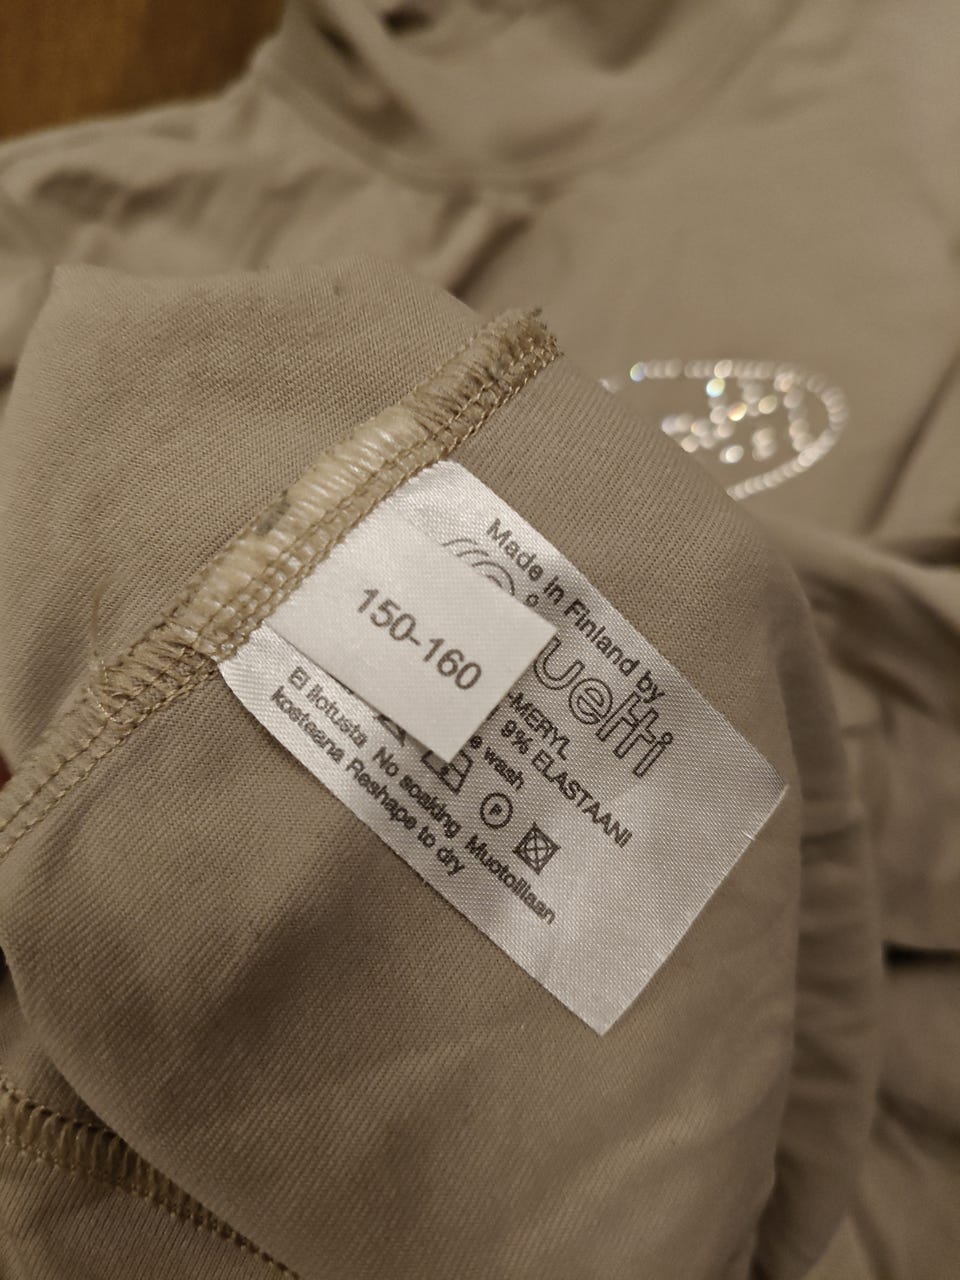 Made in Finland by
uetti
150-160
-MERYL
9% ELASTAANI
e wash
P
Ei liotusta No soaking Muotoillaan
kosteana Reshape to dry